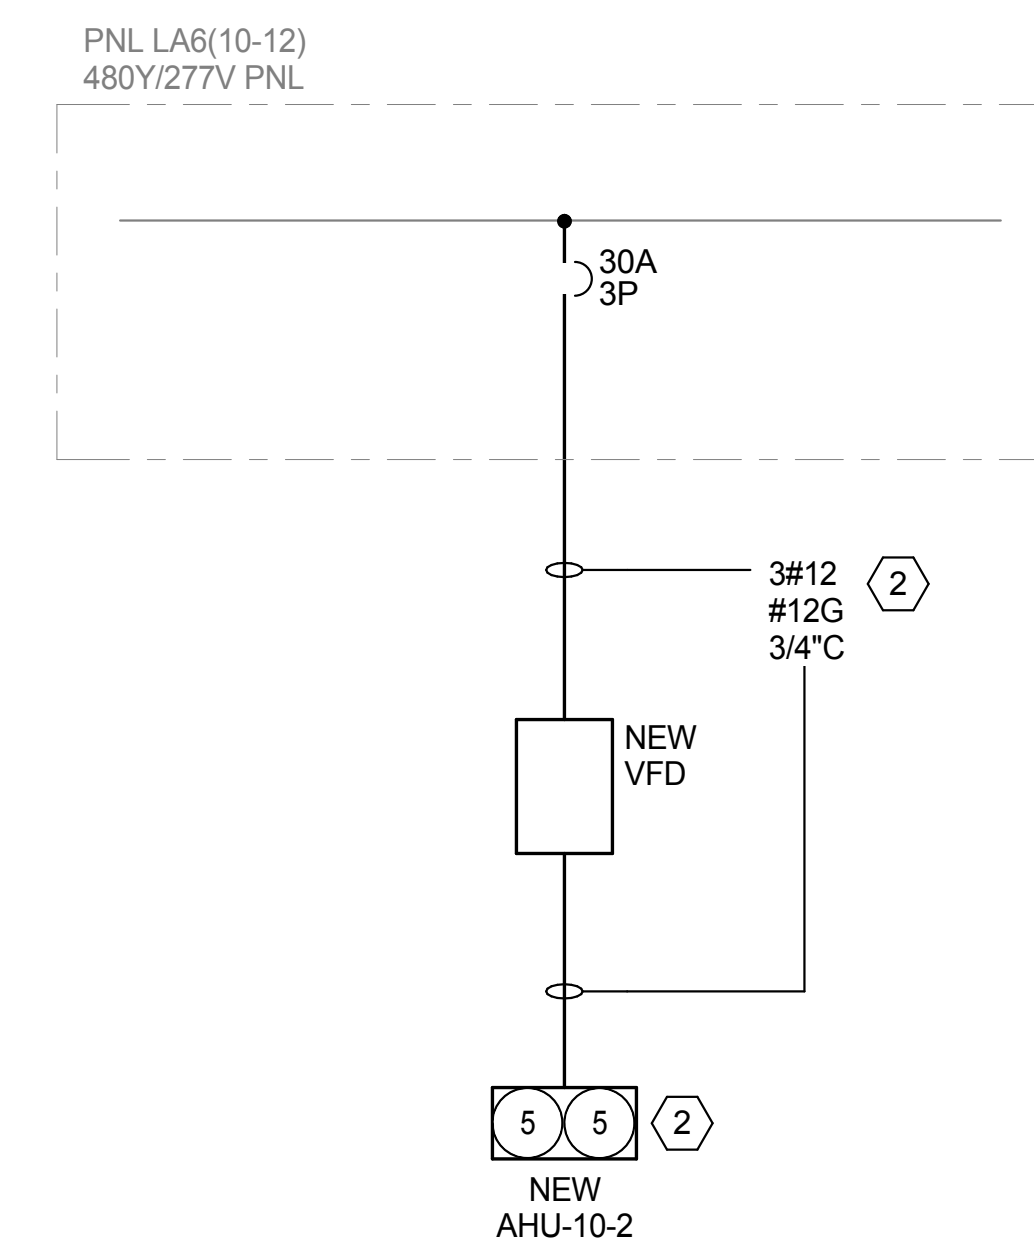 PNL LA6(10-12)
480Y/277V PNL
30A
3P
3#12
#12G
3/4"C
2
NEW
VFD
5 5
2
NEW
AHU-10-2